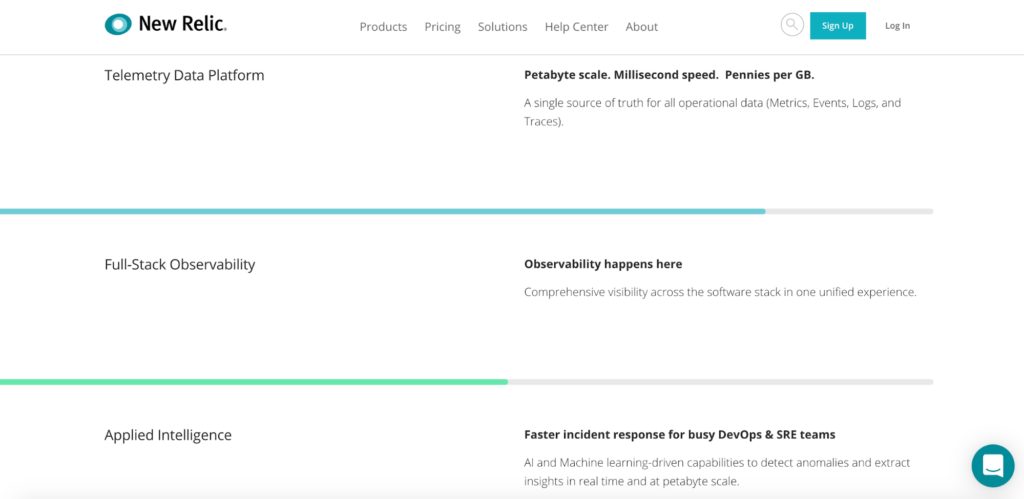 New Relic.
Products Pricing Solutions Help Center About
Sign Up
Log In
Telemetry Data Platform
Petabyte scale. Millisecond speed.  Pennies per GB.
A single source of truth for all operational data (Metrics, Events, Logs, and
Traces).
Full-Stack Observability
Observability happens here
Comprehensive visibility across the software stack in one unified experience.
Applied Intelligence
Faster incident response for busy DevOps & SRE teams
AI and Machine learning-driven capabilities to detect anomalies and extract
insights in real time and at petabyte scale.